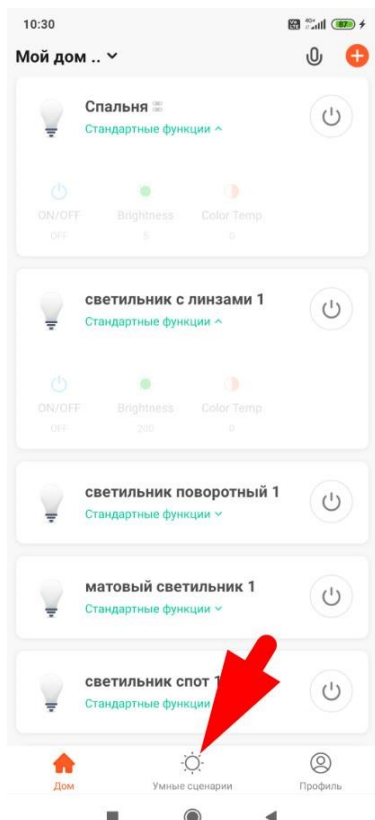 10:30
4G+
87
Мой дом ..
Спальня
Стандартные функции
ON/OFF Brightness Color Temp
OFF 5 0
светильник с линзами 1
Стандартные функции
ON/OFF Brightness Color Temp
OFF 200 0
светильник поворотный 1
Стандартные функции
матовый светильник 1
Стандартные функции
светильник спот 1
Стандартные функции
Дом Умные сценарии Профиль